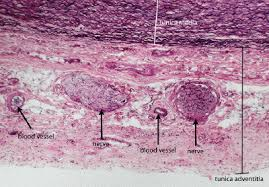 tunica media
blood vessel
nerve
blood vessel
nerve
tunica adventitia